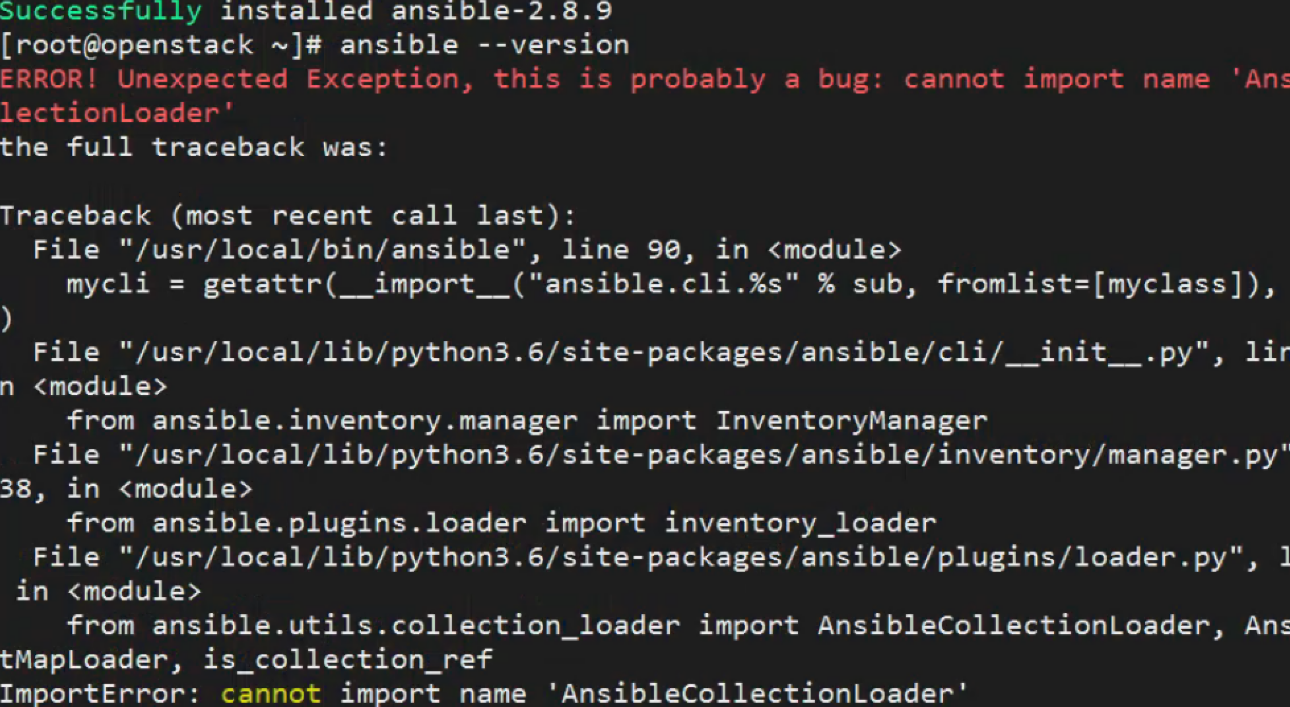 Successfully installed ansible-2.8.9
[root@openstack ~]# ansible --version
ERROR! Unexpected Exception, this is probably a bug: cannot import name 'Ans
lectionLoader'
the full traceback was:
Traceback (most recent call last):
File "/usr/local/bin/ansible", line 90, in <module>
mycli = getattr(__import__("ansible.cli.%s" % sub, fromlist=[myclass]),
)
File "/usr/local/lib/python3.6/site-packages/ansible/cli/__init__.py", lin
n <module>
from ansible.inventory.manager import InventoryManager
File "/usr/local/lib/python3.6/site-packages/ansible/inventory/manager.py"
38, in <module>
from ansible.plugins.loader import inventory_loader
File "/usr/local/lib/python3.6/site-packages/ansible/plugins/loader.py", l
in <module>
from ansible.utils.collection_loader import AnsibleCollectionLoader, Ans
tMapLoader, is_collection_ref
ImportError: cannot import name 'AnsibleCollectionLoader'